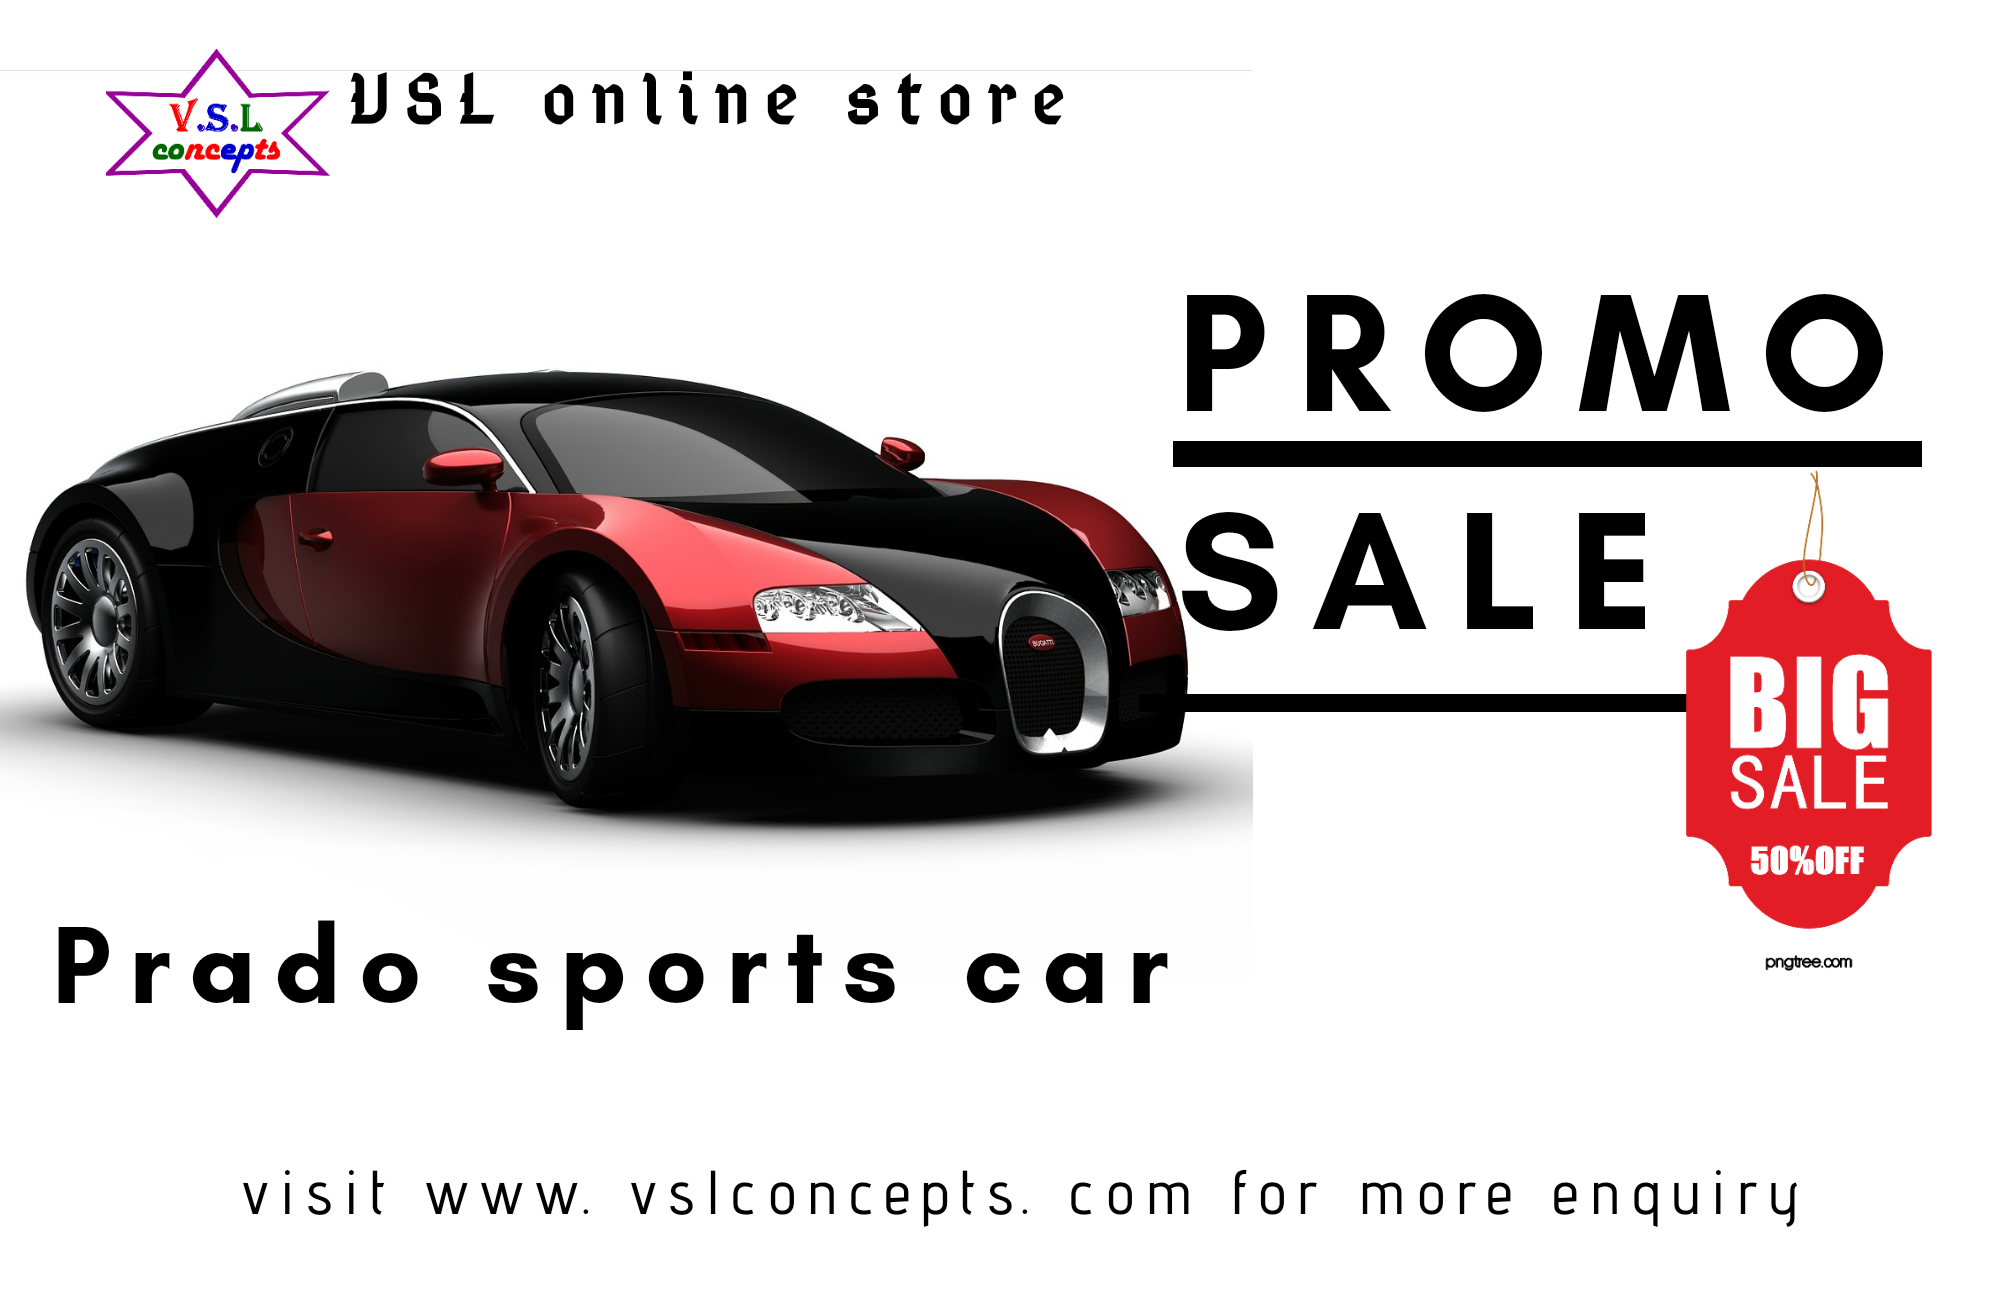 V.S.L
concepts
VSL online store
PROMO
SALE
BUGATTI
BIG
SALE
50%OFF
pngtree.com
Prado sports car
visit www. vslconcepts. com for more enquiry